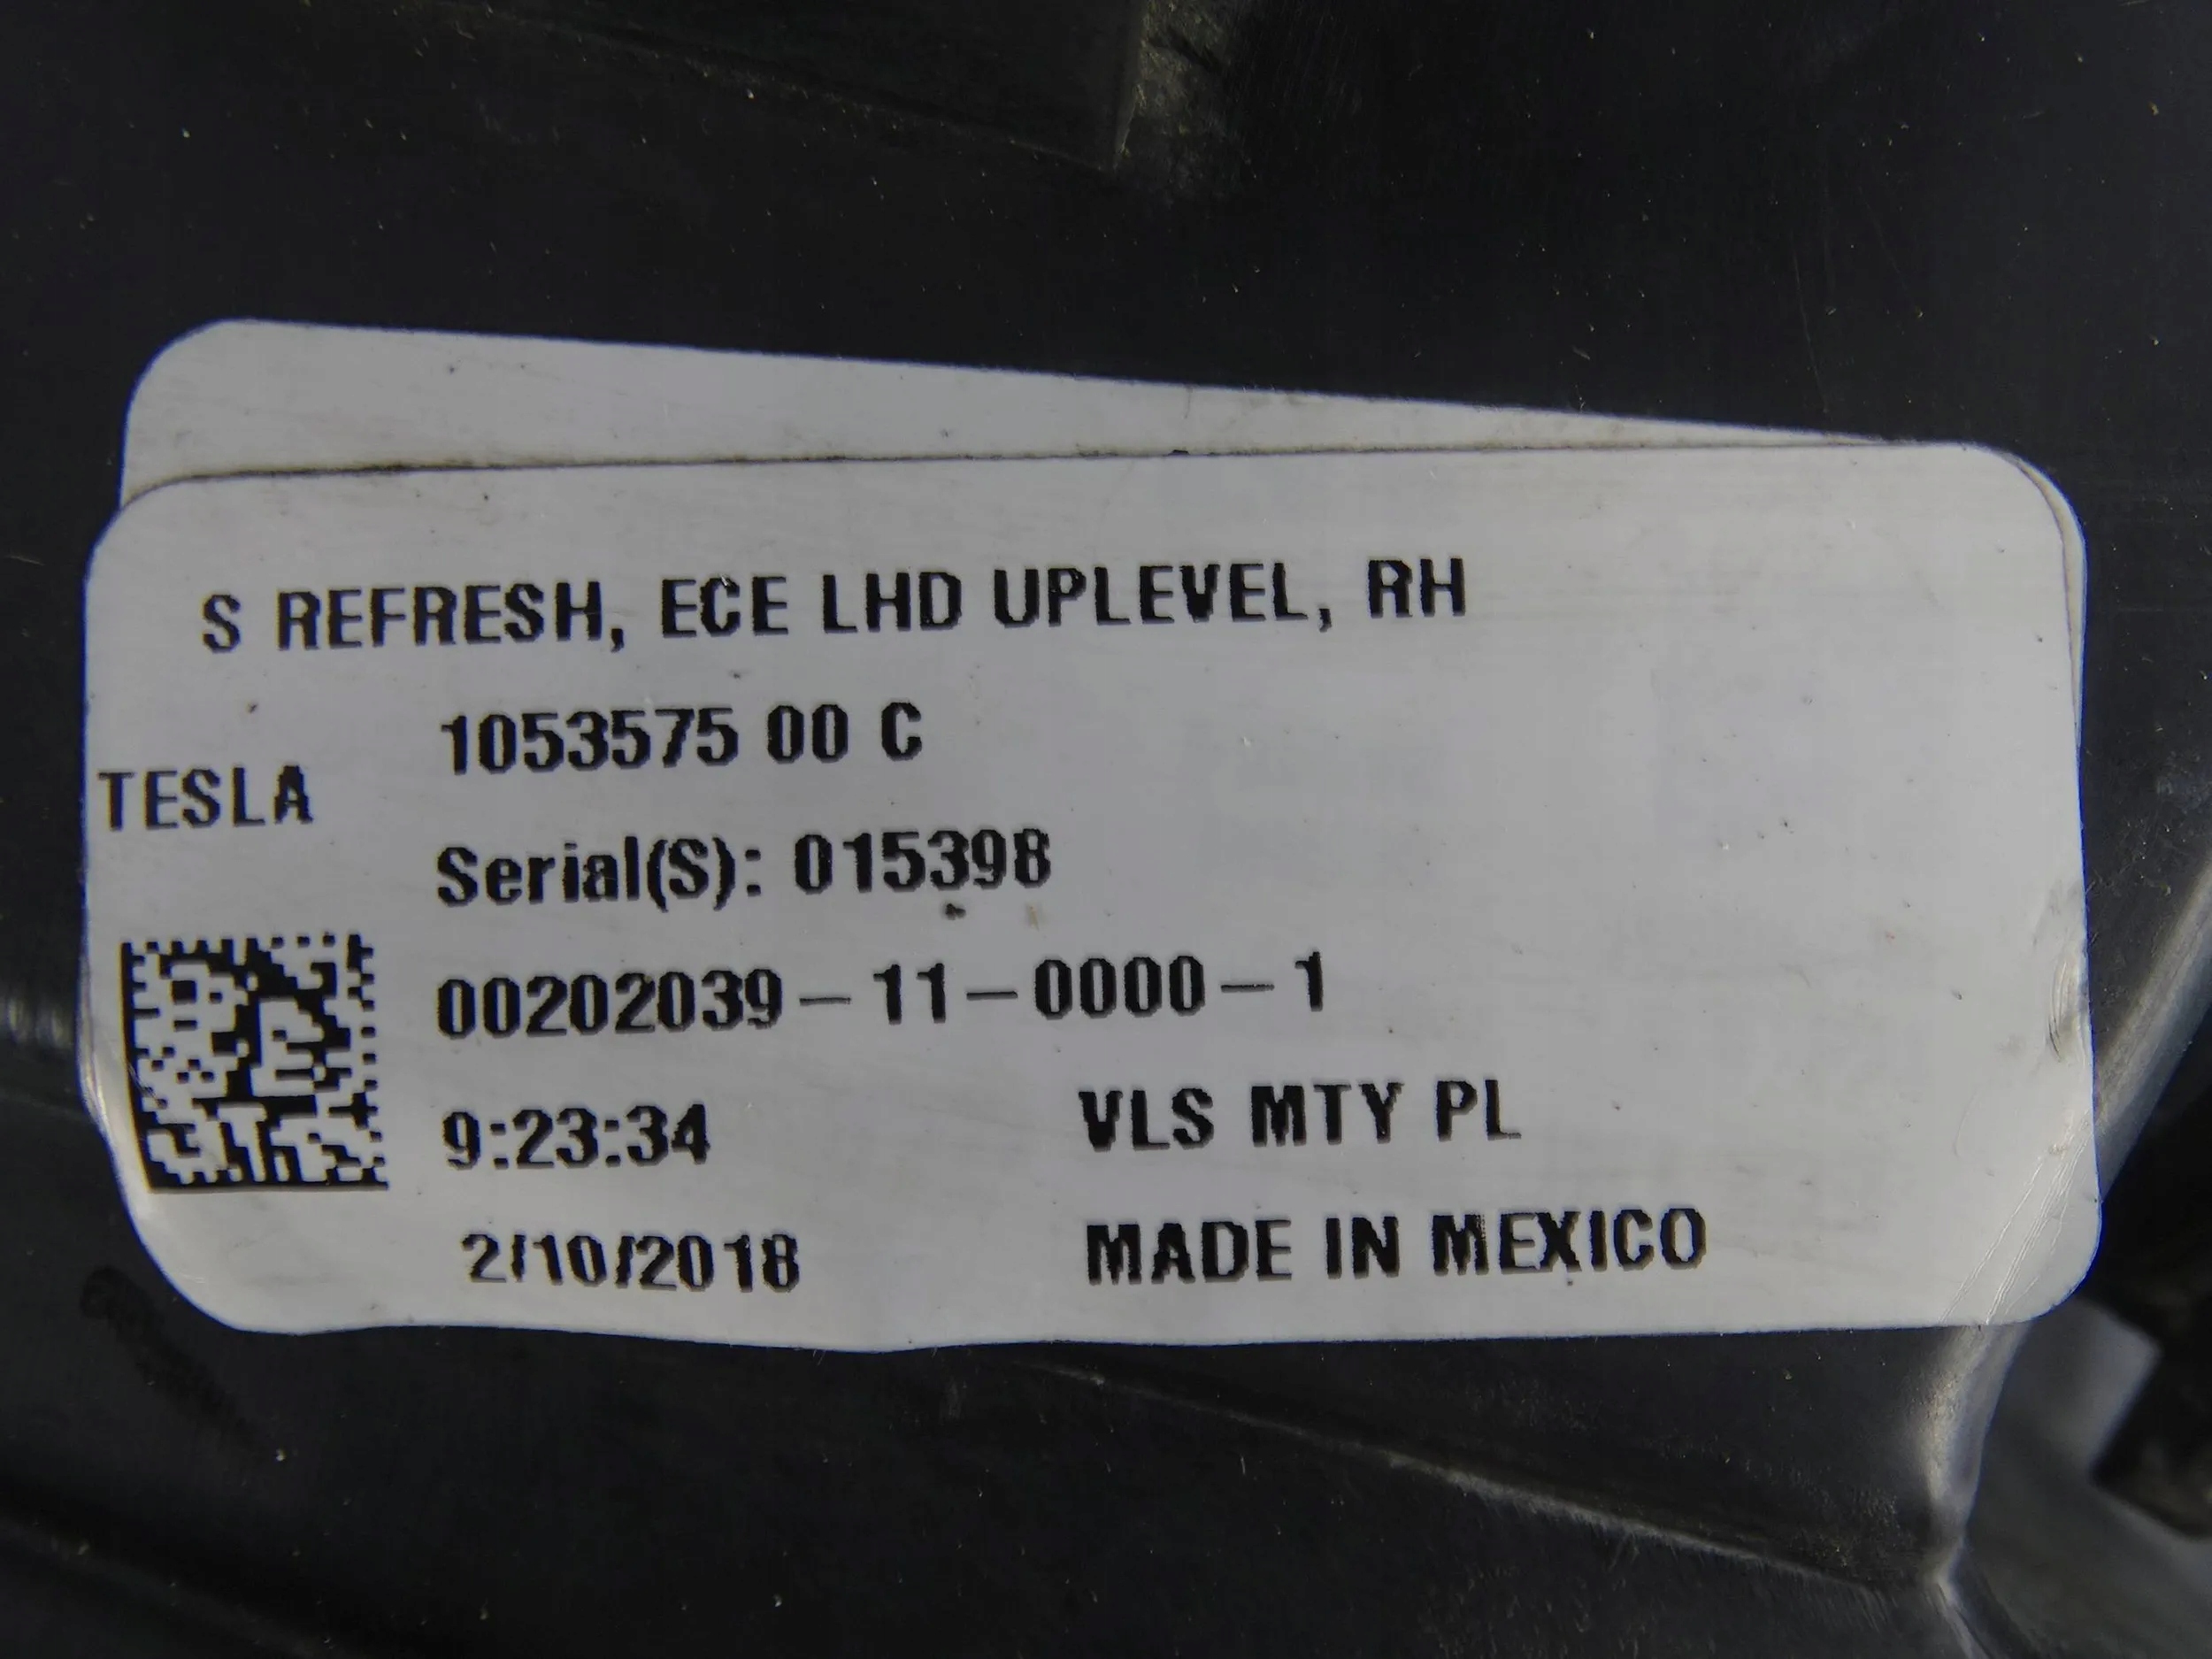 S REFRESH, ECE LHD UPLEVEL, RH
1053575 00 C
TESLA
Serial(S): 015398
00202039-11-0000-1
9:23:34 VLS MTY PL
2/10/2018 MADE IN MEXICO